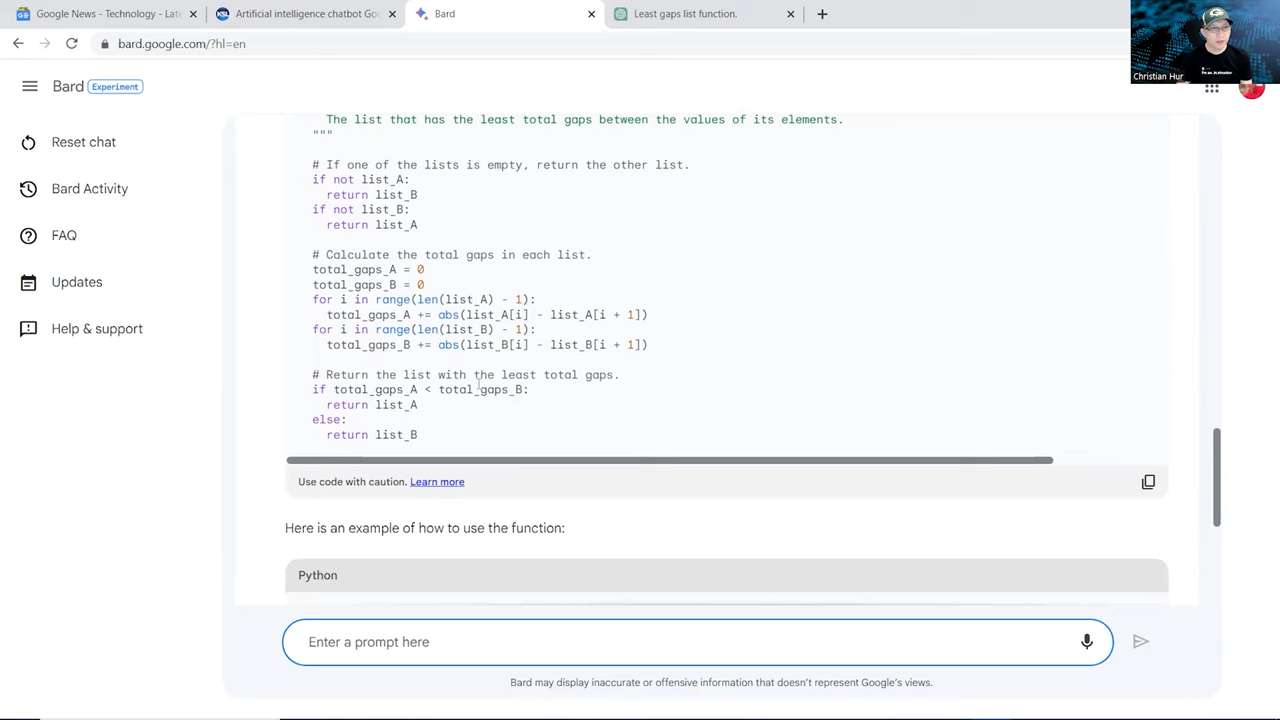 Google News - Technology - Late
Artificial intelligence chatbot Goo
Bard
Least gaps list function.
bard.google.com/?hl=en
Christian Hur
Bard
Experiment
Reset chat
Bard Activity
FAQ
Updates
Help & support
The list that has the least total gaps between the values of its elements.
"""
# If one of the lists is empty, return the other list.
if not list_A:
return list_B
if not list_B:
return list_A
# Calculate the total gaps in each list.
total_gaps_A = 0
total_gaps_B = 0
for i in range(len(list_A) - 1):
total_gaps_A += abs(list_A[i] - list_A[i + 1])
for i in range(len(list_B) - 1):
total_gaps_B += abs(list_B[i] - list_B[i + 1])
# Return the list with the least total gaps.
if total_gaps_A < total_gaps_B:
return list_A
else:
return list_B
Use code with caution. Learn more
Here is an example of how to use the function:
Python
Enter a prompt here
Bard may display inaccurate or offensive information that doesn't represent Google's views.